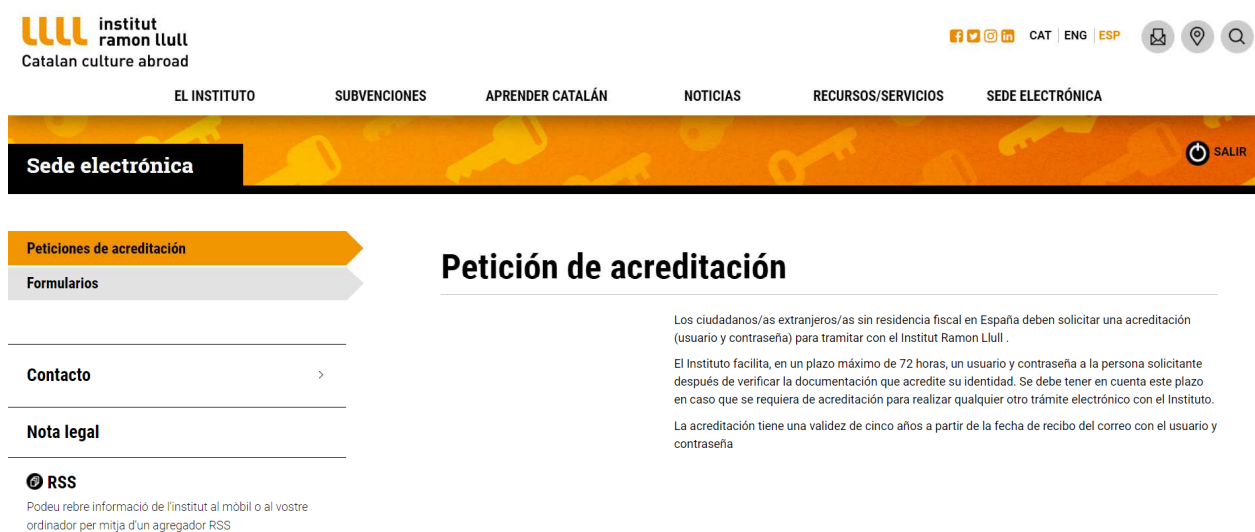 institut
ramon llull
Catalan culture abroad
CAT ENG ESP
EL INSTITUTO SUBVENCIONES APRENDER CATALÁN NOTICIAS RECURSOS/SERVICIOS SEDE ELECTRÓNICA
Sede electrónica
SALIR
Peticiones de acreditación
Formularios
Contacto
Nota legal
RSS
Podeu rebre informació de l'institut al mòbil o al vostre
ordinador per mitja d'un agregador RSS
Petición de acreditación
Los ciudadanos/as extranjeros/as sin residencia fiscal en España deben solicitar una acreditación
(usuario y contraseña) para tramitar con el Institut Ramon Llull .
El Instituto facilita, en un plazo máximo de 72 horas, un usuario y contraseña a la persona solicitante
después de verificar la documentación que acredite su identidad. Se debe tener en cuenta este plazo
en caso que se requiera de acreditación para realizar qualquier otro trámite electrónico con el Instituto.
La acreditación tiene una validez de cinco años a partir de la fecha de recibo del correo con el usuario y
contraseña